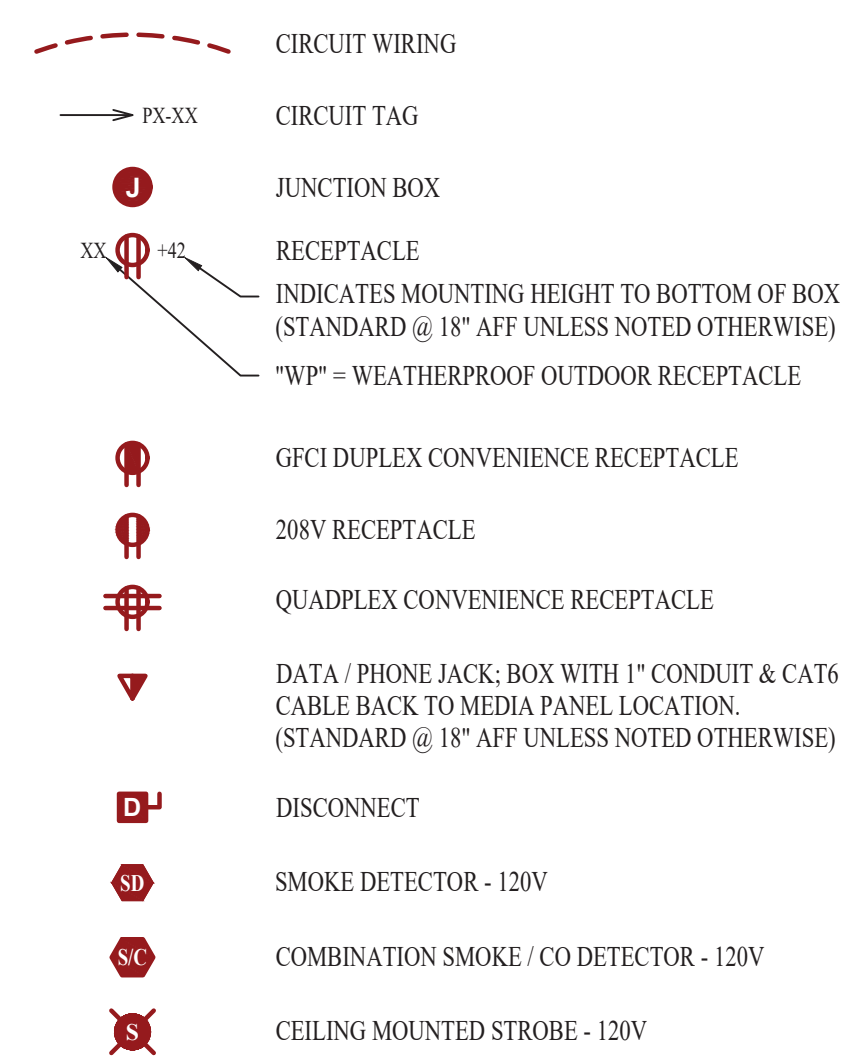 CIRCUIT WIRING
PX-XX CIRCUIT TAG
J JUNCTION BOX
XX +42 RECEPTACLE
INDICATES MOUNTING HEIGHT TO BOTTOM OF BOX
(STANDARD @ 18" AFF UNLESS NOTED OTHERWISE)
"WP" = WEATHERPROOF OUTDOOR RECEPTACLE
GFCI DUPLEX CONVENIENCE RECEPTACLE
208V RECEPTACLE
QUADPLEX CONVENIENCE RECEPTACLE
DATA / PHONE JACK; BOX WITH 1" CONDUIT & CAT6
CABLE BACK TO MEDIA PANEL LOCATION.
(STANDARD @ 18" AFF UNLESS NOTED OTHERWISE)
D DISCONNECT
SD SMOKE DETECTOR - 120V
S/C COMBINATION SMOKE / CO DETECTOR - 120V
S CEILING MOUNTED STROBE - 120V